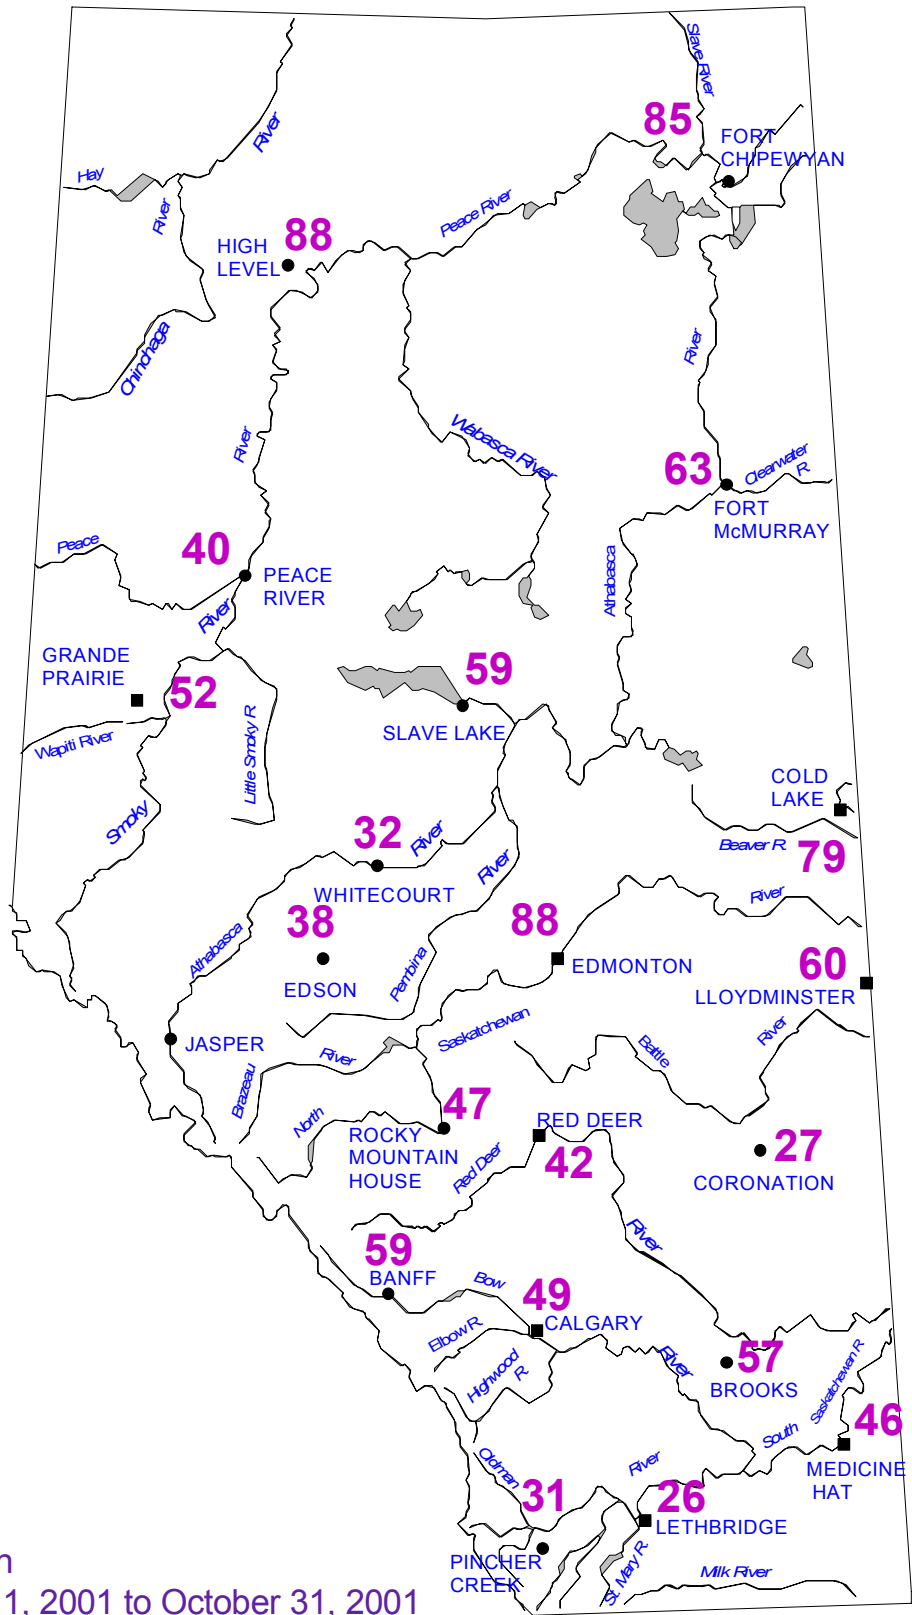 Slave River
85
FORT
CHIPEWYAN
Hay
River
River
Peace River
88
HIGH
LEVEL
Chinchaga
River
River
Wabasca River
63
Clearwater
R.
FORT
McMURRAY
40
Peace
PEACE
RIVER
Athabasca
River
GRANDE
PRAIRIE
52
59
SLAVE LAKE
Wapiti River
Little Smoky R
COLD
LAKE
Smoky
32
River
Beaver R.
79
WHITECOURT
River
River
38
88
Athabasca
Pembina
EDMONTON
60
EDSON
LLOYDMINSTER
Saskatchewan
River
JASPER
River
Battle
Brazeau
North
47
RED DEER
ROCKY
MOUNTAIN
HOUSE
Red Deer
42
27
CORONATION
River
59
BANFF
Bow
49
CALGARY
Elbow R.
Highwood
R.
River
57
BROOKS
Saskatchewan R
South
46
MEDICINE
HAT
Oldman
River
31
26
LETHBRIDGE
PINCHER
CREEK
St. Mary R.
Milk River
1, 2001 to October 31, 2001